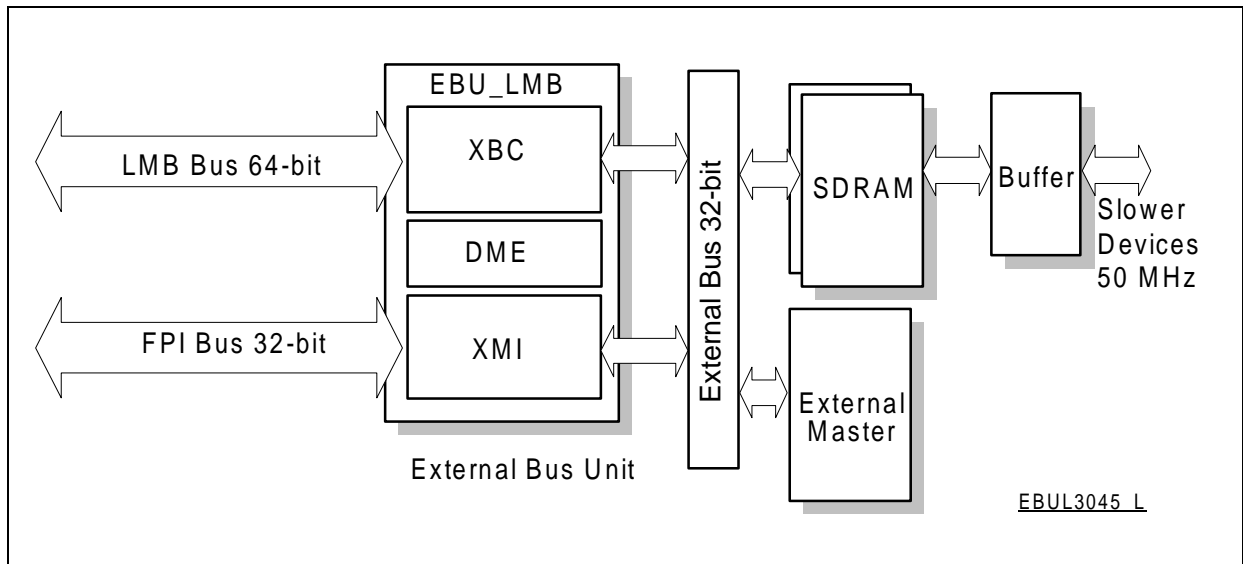 EBU_LMB
XBC
LMB Bus 64-bit
DME
FPI Bus 32-bit
XMI
External Bus Unit
External Bus 32-bit
SDRAM
Buffer
Slower
Devices
50 MHz
External
Master
EBUL3045 L